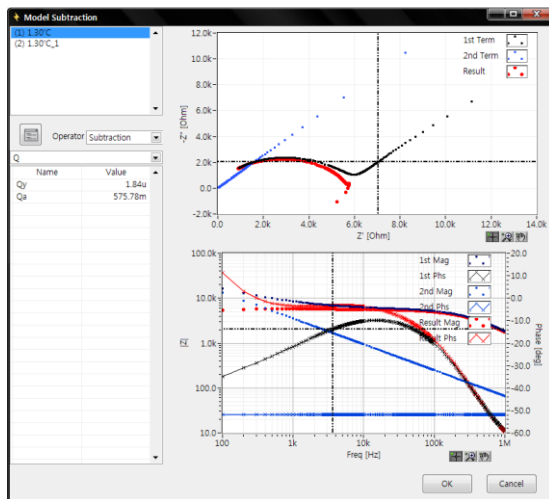 Model Subtraction
(1) 1.30'C
(2) 1.30'C_1
Operator Subtraction
Q
Name Value
Qy 1.84u
Qa 575.78m
12.0k
10.0k
8.0k
6.0k
4.0k
2.0k
0.0
-2.0k
-Z" [Ohm]
0.0 2.0k 4.0k 6.0k 8.0k 10.0k 12.0k 14.0k
Z' [Ohm]
1st Term
2nd Term
Result
100.0k
10.0k
1.0k
100.0
10.0
|Z|
20.0
10.0
0.0
-10.0
-20.0
-30.0
-40.0
-50.0
-60.0
Phase [deg]
100 1k 10k 100k 1M
Freq [Hz]
1st Mag
1st Phs
2nd Mag
2nd Phs
Result Mag
Result Phs
OK Cancel